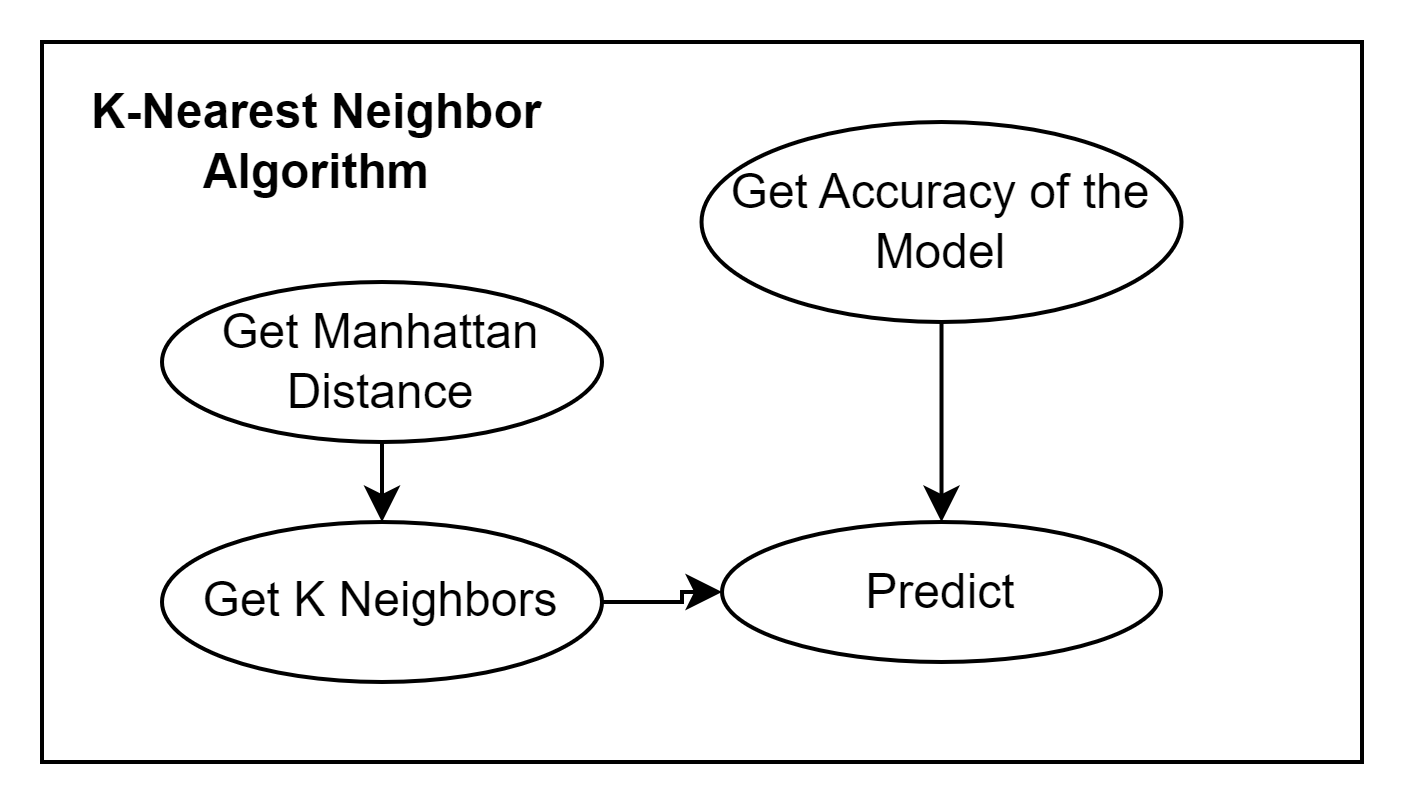 K-Nearest Neighbor
Algorithm
Get Accuracy of the
Model
Get Manhattan
Distance
Get K Neighbors
Predict